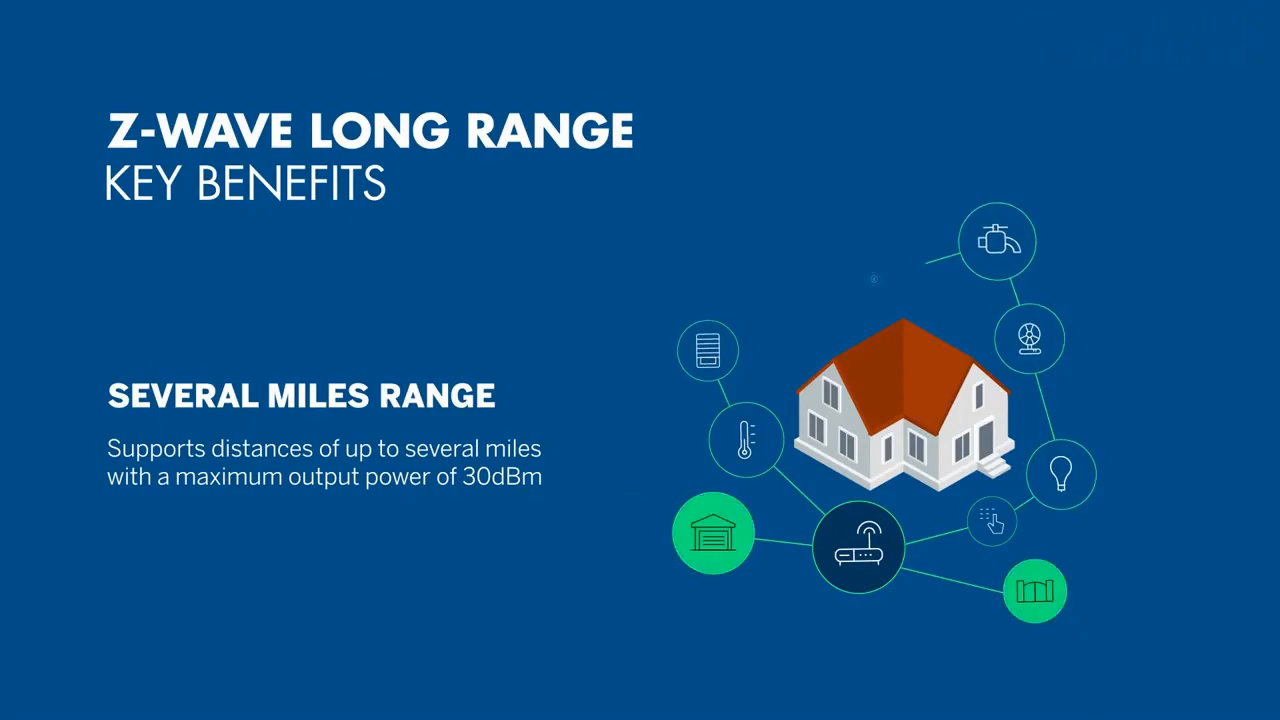 Z-WAVE LONG RANGE
KEY BENEFITS
SEVERAL MILES RANGE
Supports distances of up to several miles
with a maximum output power of 30dBm